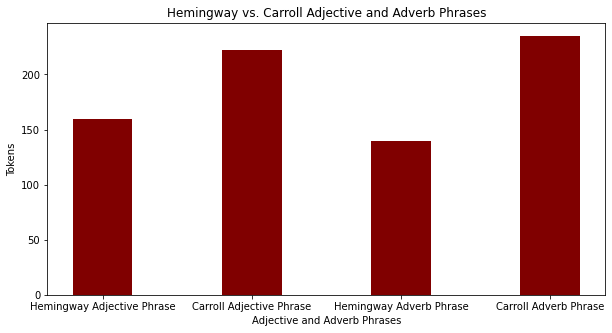 Hemingway vs. Carroll Adjective and Adverb Phrases
Tokens
200
150
100
50
0
Hemingway Adjective Phrase Carroll Adjective Phrase Hemingway Adverb Phrase Carroll Adverb Phrase
Adjective and Adverb Phrases